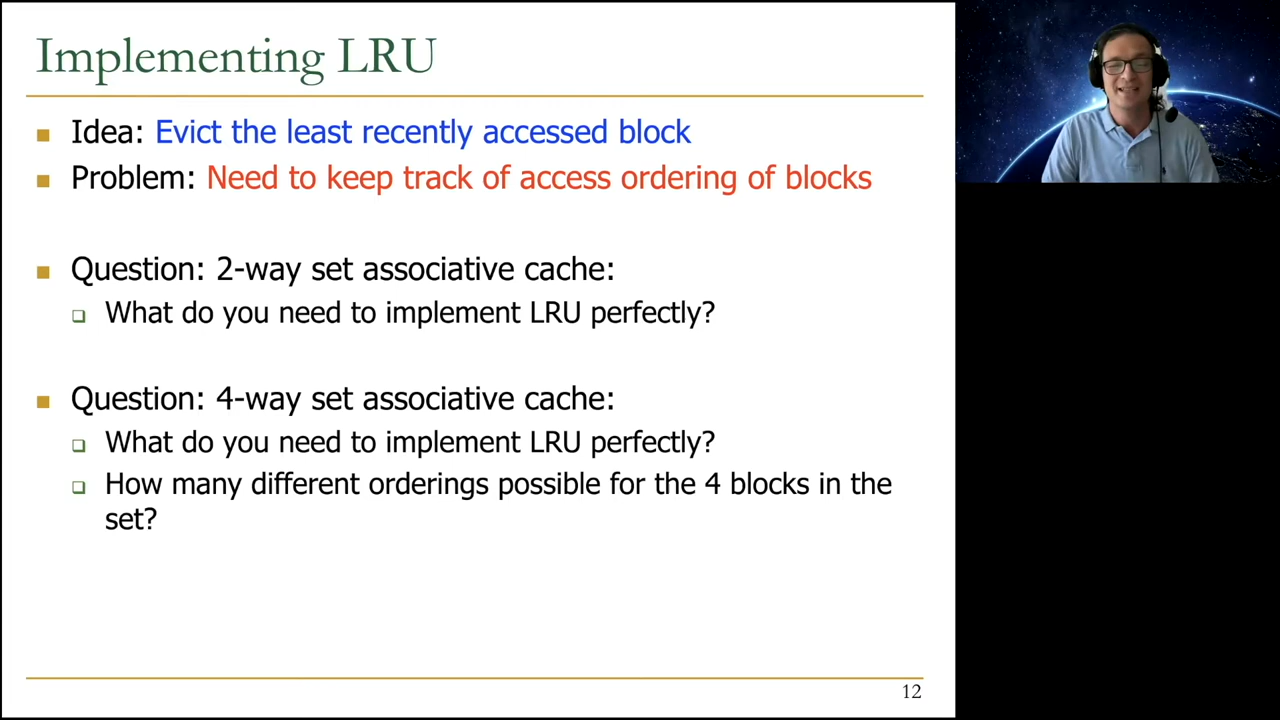 Implementing LRU
Idea: Evict the least recently accessed block
Problem: Need to keep track of access ordering of blocks
Question: 2-way set associative cache:
What do you need to implement LRU perfectly?
Question: 4-way set associative cache:
What do you need to implement LRU perfectly?
How many different orderings possible for the 4 blocks in the
set?
12